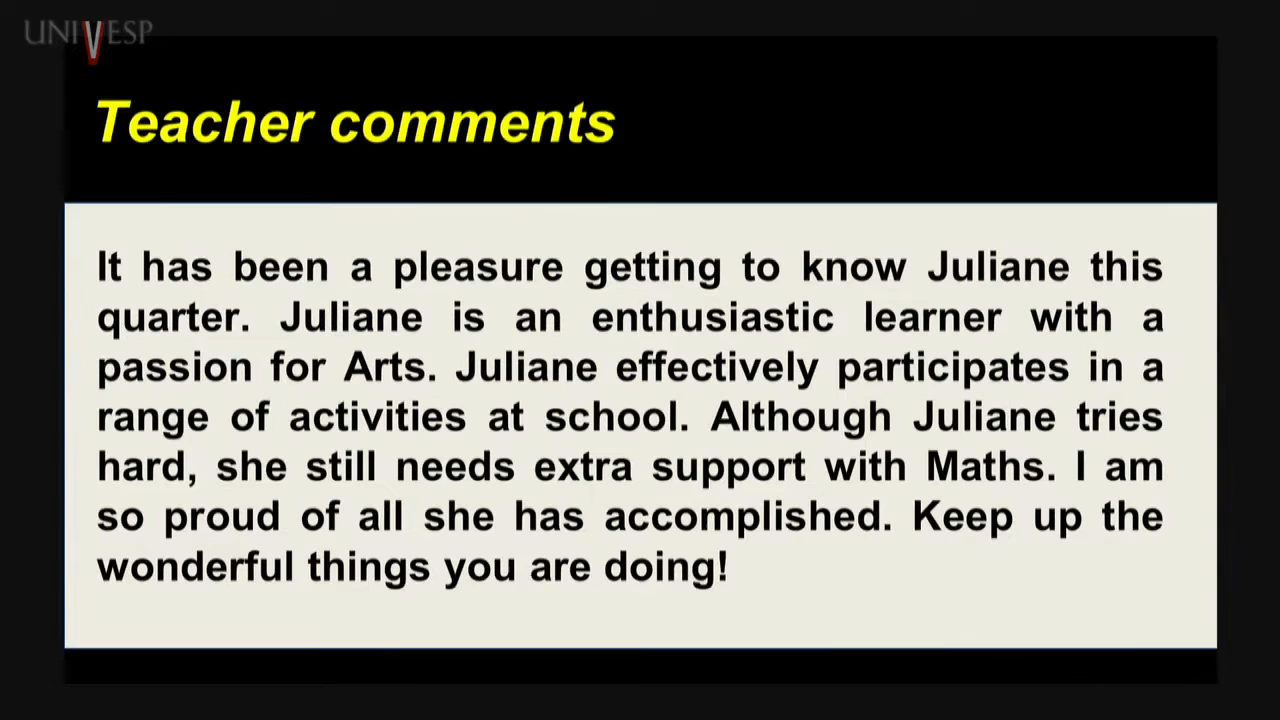 UNIVESP
Teacher comments
It has been a pleasure getting to know Juliane this
quarter. Juliane is an enthusiastic learner with a
passion for Arts. Juliane effectively participates in a
range of activities at school. Although Juliane tries
hard, she still needs extra support with Maths. I am
so proud of all she has accomplished. Keep up the
wonderful things you are doing!